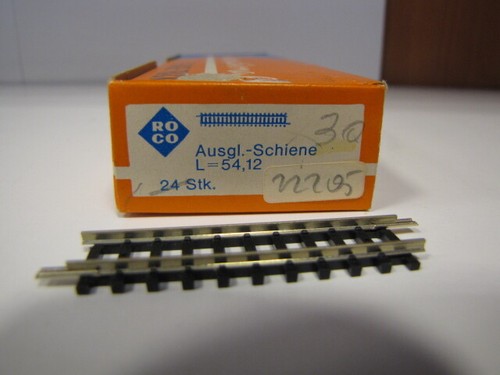 RO
CO
30
Ausgl.-Schiene
L=54,12
24 Stk.
22205